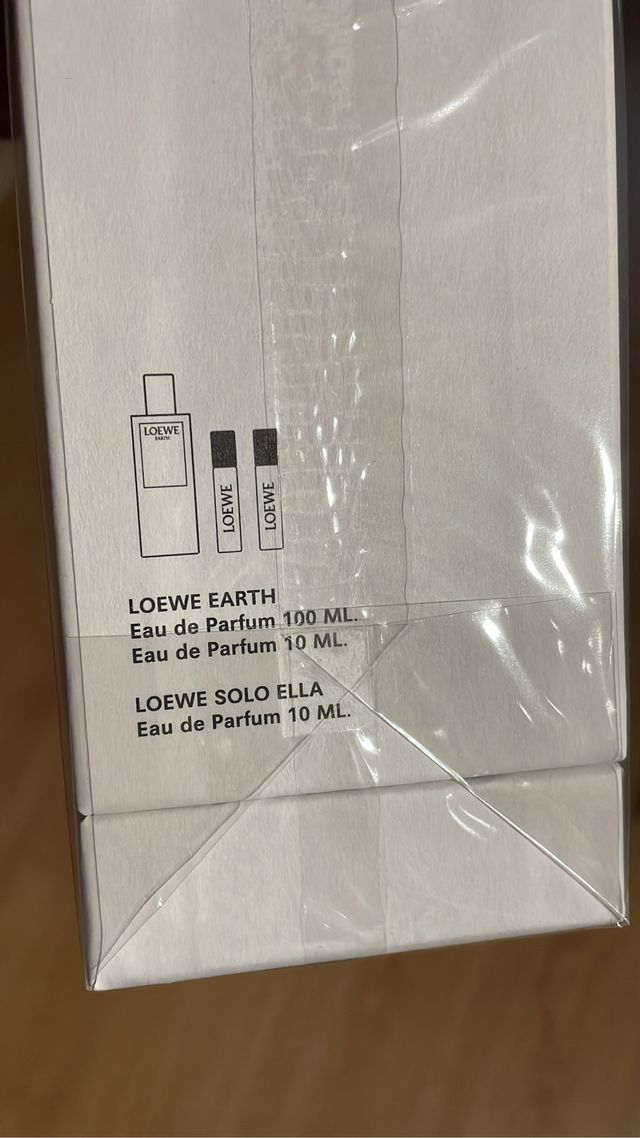 LOEWE
EARTH
LOEWE
LOEWE
LOEWE EARTH
Eau de Parfum 100 ML.
Eau de Parfum 10 ML.
LOEWE SOLO ELLA
Eau de Parfum 10 ML.